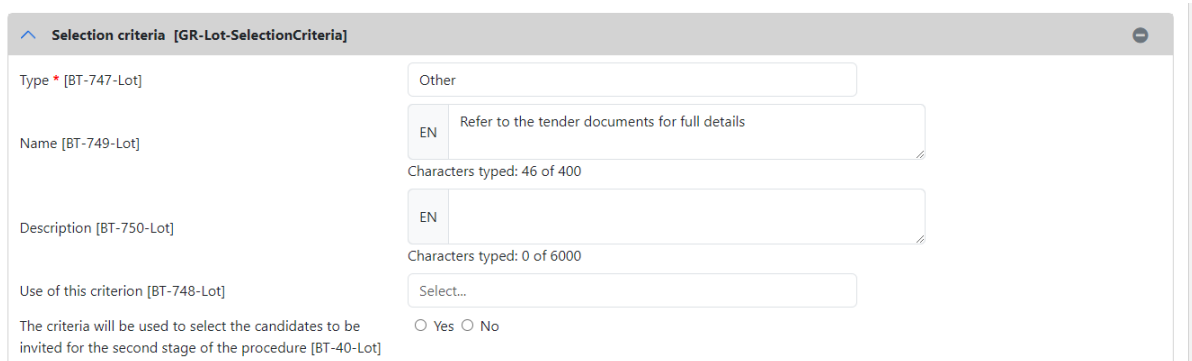 Selection criteria [GR-Lot-SelectionCriteria]
Type * [BT-747-Lot]
Other
Name [BT-749-Lot]
EN
Refer to the tender documents for full details
Characters typed: 46 of 400
Description [BT-750-Lot]
EN
Characters typed: 0 of 6000
Use of this criterion [BT-748-Lot]
Select...
The criteria will be used to select the candidates to be
invited for the second stage of the procedure [BT-40-Lot]
Yes No